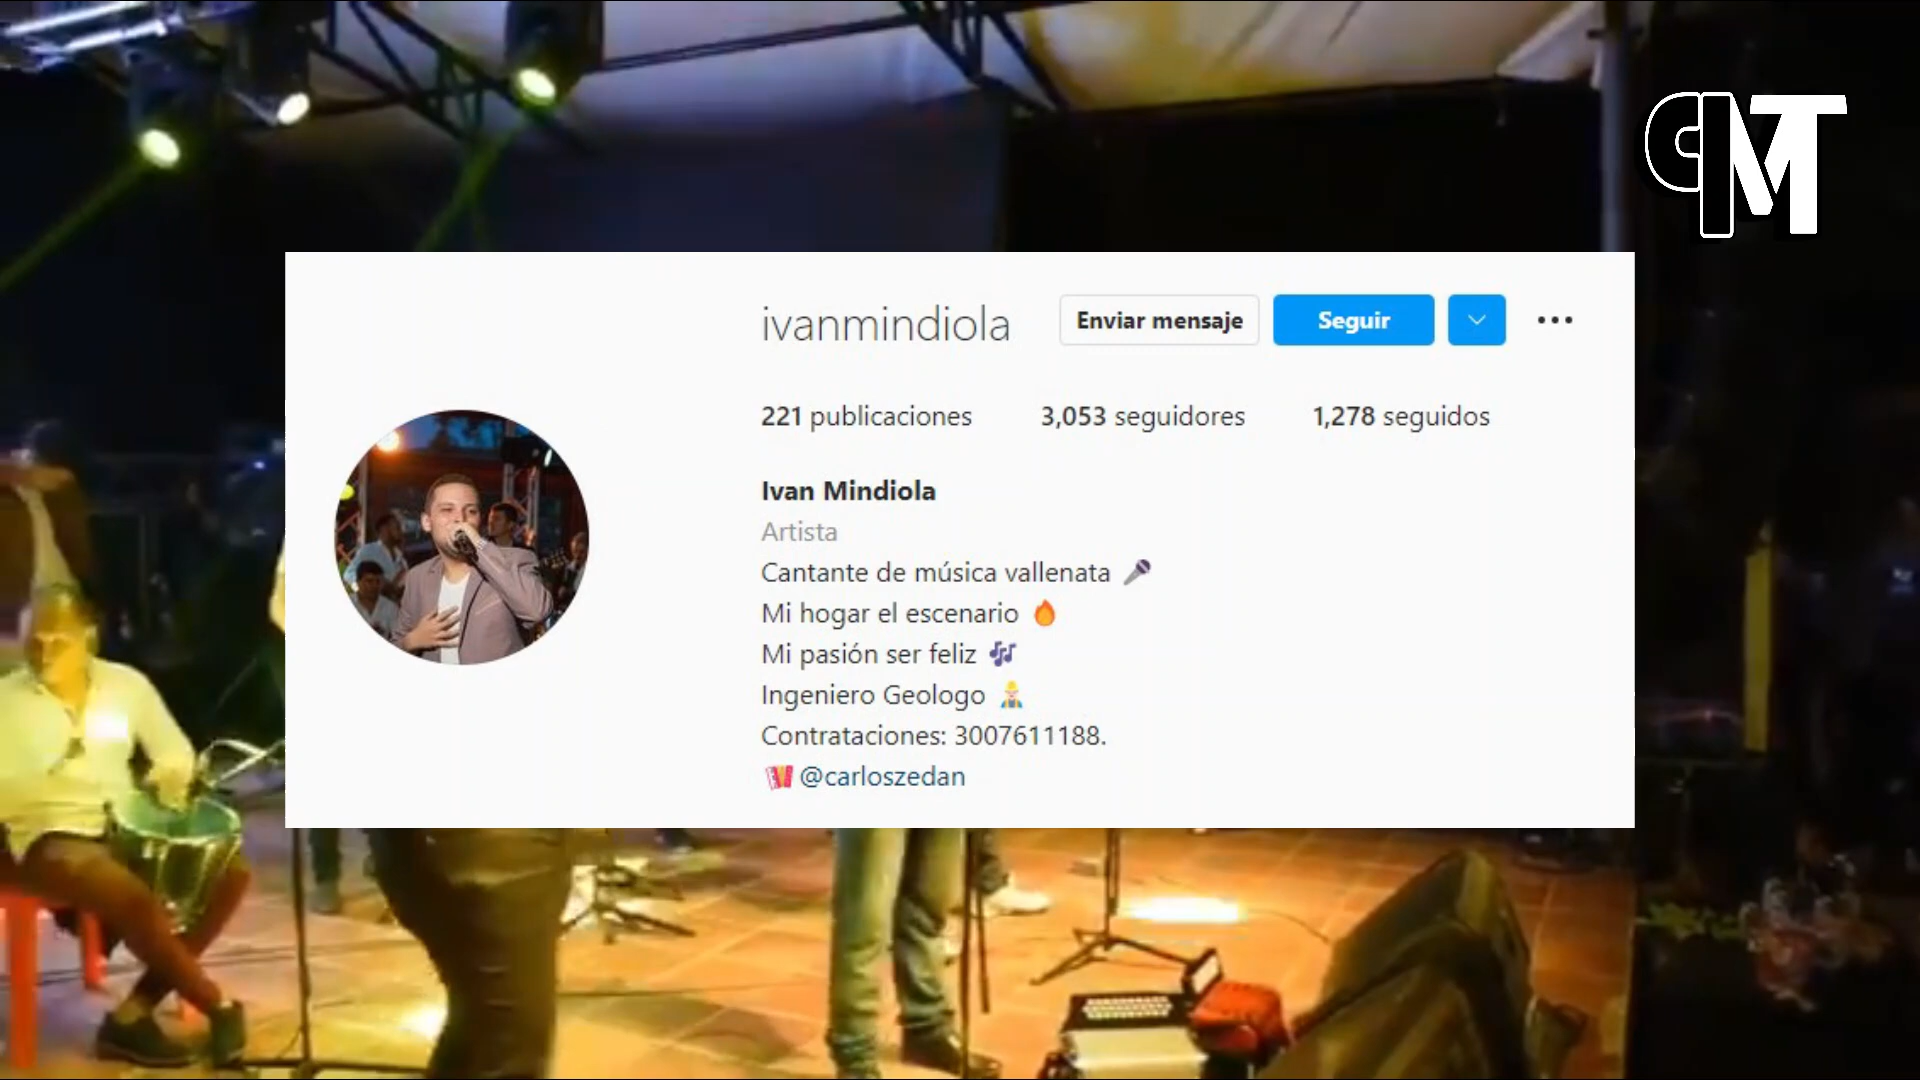 PMT
ivanmindiola
Enviar mensaje
Seguir
221 publicaciones
3,053 seguidores
1,278 seguidos
Ivan Mindiola
Artista
Cantante de música vallenata 🎤
Mi hogar el escenario 🔥
Mi pasión ser feliz 🎶
Ingeniero Geologo 👷
Contrataciones: 3007611188.
🪗 @carloszedan